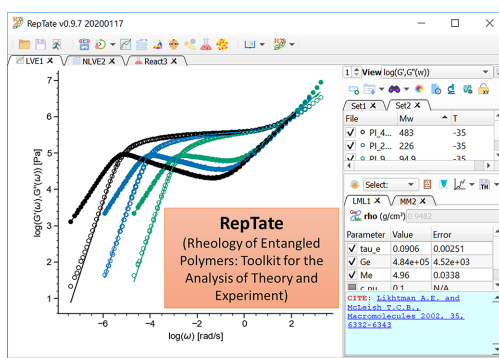 RepTate v0.9.7 20200117
LVE1 X NLVE2 X React3 X
7
6
5
4
3
2
1
-6 -4 -2 0 2
log(G'(ω),G"(ω)) [Pa]
log(ω) [rad/s]
RepTate
(Rheology of Entangled
Polymers: Toolkit for the
Analysis of Theory and
Experiment)
1 View log(G',G"(w))
Set1 X Set2 X
File Mw T
PI_4... 483 -35
PI_2... 226 -35
PI_9... 94.9 -35
Select: TH
LML1 X MM2 X
rho (g/cm³) 0.9482
Parameter Value Error
tau_e 0.0906 0.00251
Ge 4.84e+05 4.52e+03
Me 4.96 0.0338
c_nu 0.1 N/A
CITE: Likhtman A.E. and
McLeish T.C.B.,
Macromolecules 2002, 35,
6332-6343